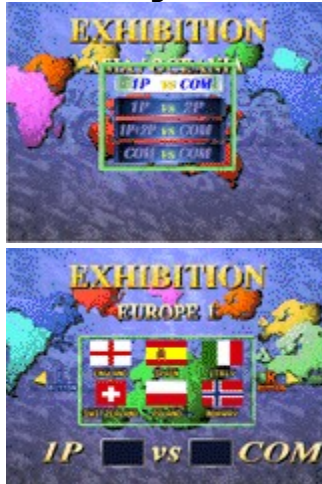 EXHIBITION
1P vs COM
1P vs 2P
1P+2P vs COM
COM vs COM
EXHIBITION
EUROPE 1
ENGLAND SPAIN ITALY
SWITZERLAND POLAND NORWAY
1P vs COM